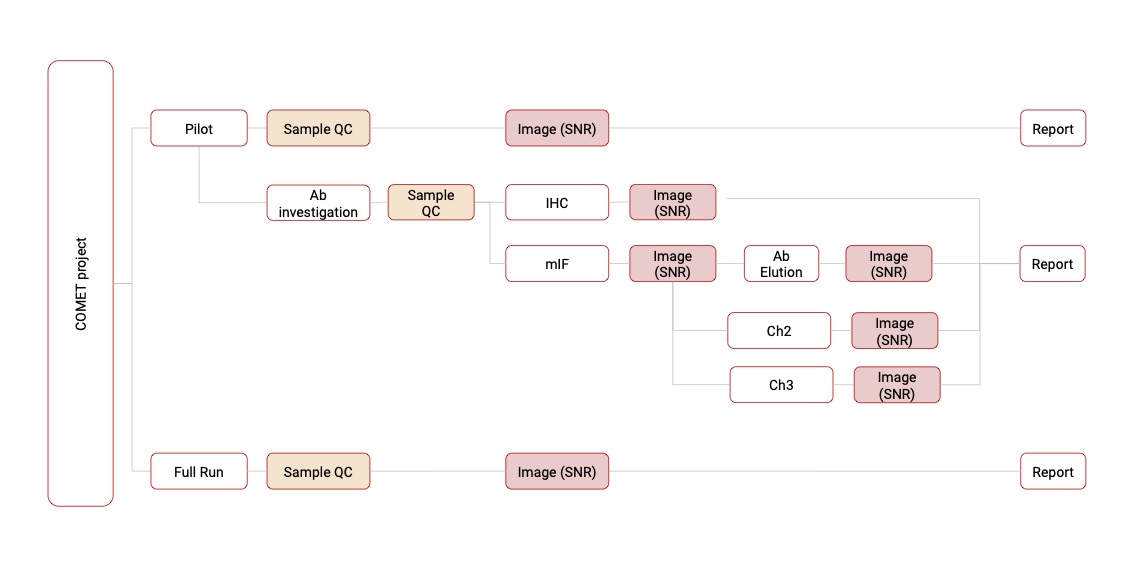 COMET project
Pilot
Sample QC
Image (SNR)
Report
Ab
investigation
Sample
QC
IHC
Image
(SNR)
mIF
Image
(SNR)
Ab
Elution
Image
(SNR)
Report
Ch2
Image
(SNR)
Ch3
Image
(SNR)
Full Run
Sample QC
Image (SNR)
Report